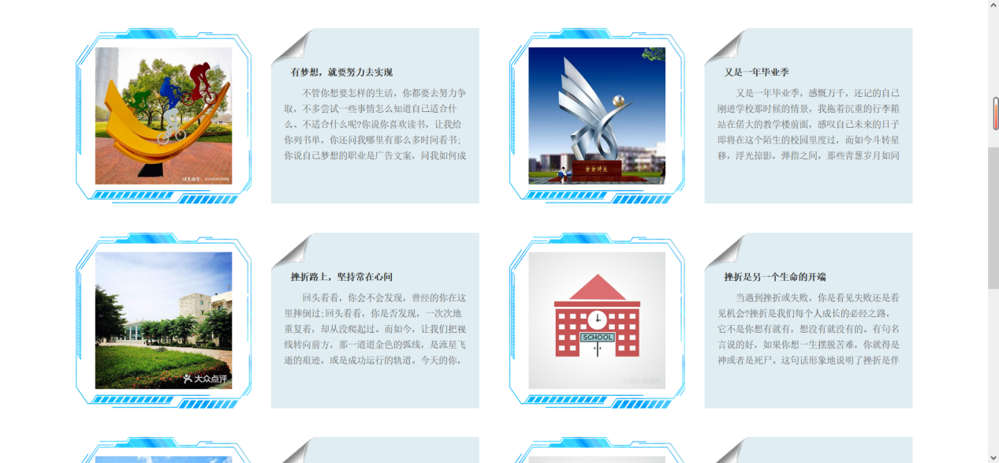 有梦想，就要努力去实现
不管你想要怎样的生活，你都要去努力争
取，不多尝试一些事情怎么知道自己适合什
么、不适合什么呢?你说你喜欢读书，让我给
你列书单，你还问我哪里有那么多时间看书;
你说自己梦想的职业是广告文案，问我如何成
又是一年毕业季
又是一年毕业季，感慨万千，还记的自己
刚进学校那时候的情景，我拖着沉重的行李箱
站在偌大的教学楼前面，感叹自己未来的日子
即将在这个陌生的校园里度过，而如今斗转星
移，浮光掠影，弹指之间，那些青葱岁月如同
挫折路上，坚持常在心间
回头看看，你会不会发现，曾经的你在这
里摔倒过;回头看看，你是否发现，一次次地
重复着，却从没爬起过。而如今，让我们把视
线转向前方，那一道道金色的弧线，是流星飞
逝的痕迹，或是成功运行的轨道。今天的你，
大众点评
挫折是另一个生命的开端
当遇到挫折或失败，你是看见失败还是看
见机会?挫折是我们每个人成长的必经之路，
它不是你想有就有，想没有就没有的。有句名
言说的好，如果你想一生摆脱苦难，你就得是
神或者是死尸。这句话形象地说明了挫折是伴
SCHOOL